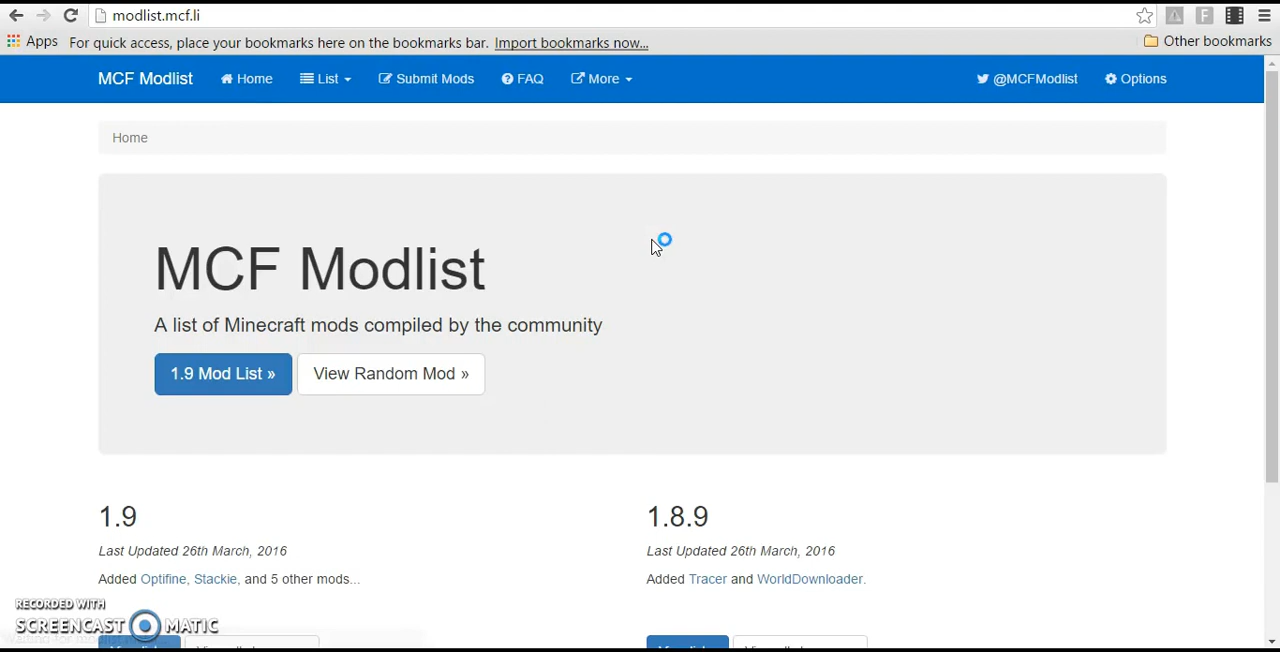 modlist.mcf.li
Apps For quick access, place your bookmarks here on the bookmarks bar. Import bookmarks now... Other bookmarks
MCF Modlist Home List Submit Mods FAQ More @MCFModlist Options
Home
MCF Modlist
A list of Minecraft mods compiled by the community
1.9 Mod List » View Random Mod »
1.9 1.8.9
Last Updated 26th March, 2016 Last Updated 26th March, 2016
Added Optifine, Stackie, and 5 other mods... Added Tracer and WorldDownloader.
RECORDED WITH
SCREENCAST MATIC